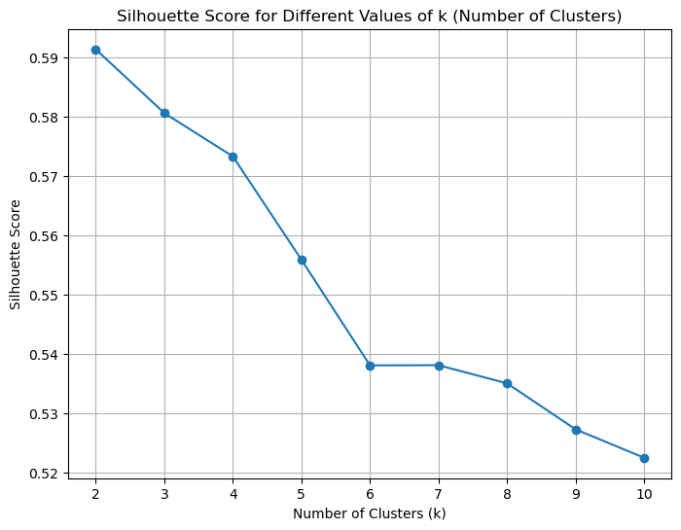 Silhouette Score for Different Values of k (Number of Clusters)
0.59
0.58
0.57
0.56
0.55
0.54
0.53
0.52
Silhouette Score
2 3 4 5 6 7 8 9 10
Number of Clusters (k)